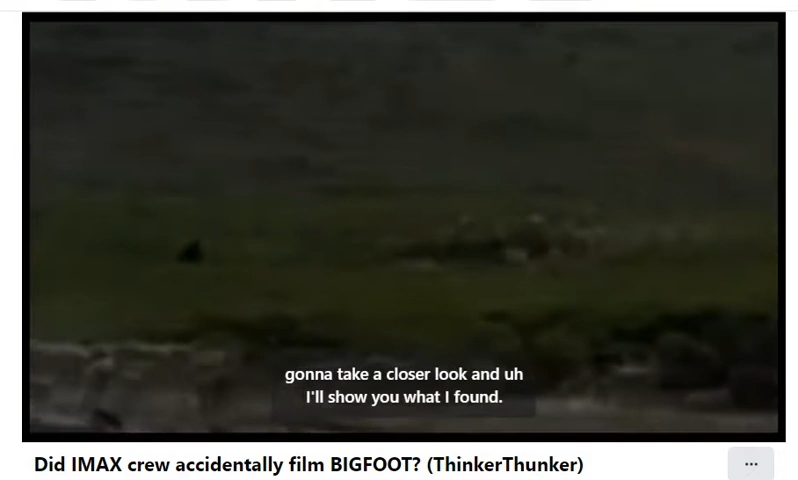 gonna take a closer look and uh
I'll show you what I found.
Did IMAX crew accidentally film BIGFOOT? (ThinkerThunker)